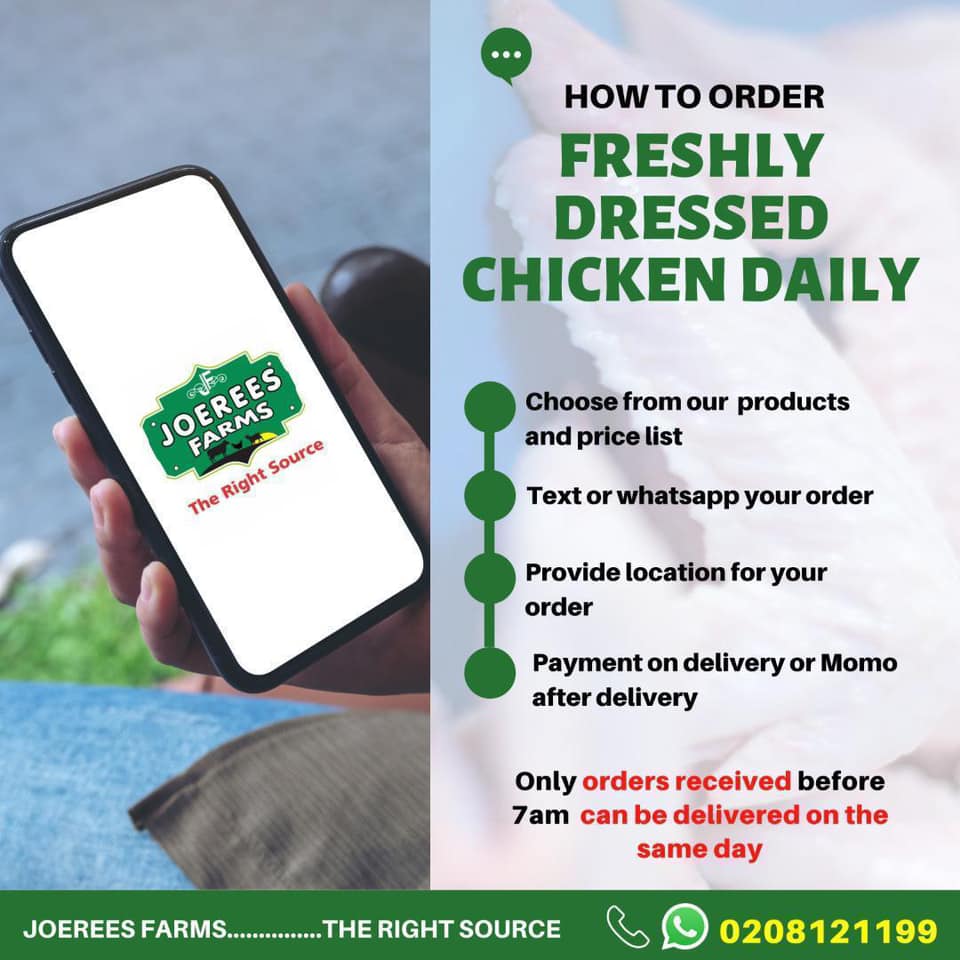 HOW TO ORDER
FRESHLY
DRESSED
CHICKEN DAILY
JF
JOEREES
FARMS
The Right Source
Choose from our products
and price list
Text or whatsapp your order
Provide location for your
order
Payment on delivery or Momo
after delivery
Only orders received before
7am can be delivered on the
same day
JOEREES FARMS...............THE RIGHT SOURCE
0208121199